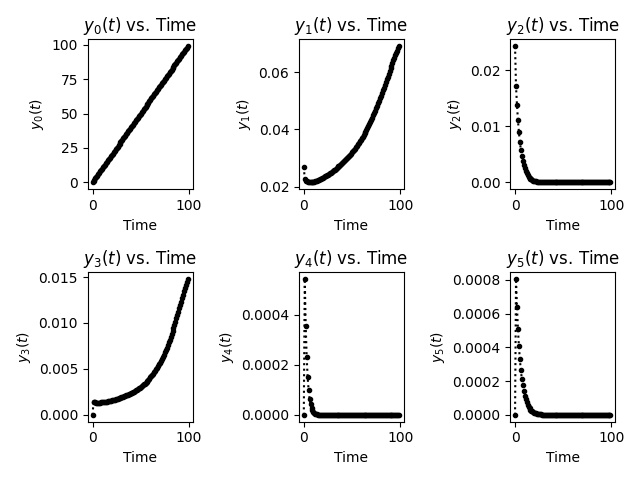 y₀(t) vs. Time
100
75
50
25
0
y₀(t)
0 100
Time
y₁(t) vs. Time
0.06
0.04
0.02
y₁(t)
0 100
Time
y₂(t) vs. Time
0.02
0.01
0.00
y₂(t)
0 100
Time
y₃(t) vs. Time
0.015
0.010
0.005
0.000
y₃(t)
0 100
Time
y₄(t) vs. Time
0.0004
0.0002
0.0000
y₄(t)
0 100
Time
y₅(t) vs. Time
0.0008
0.0006
0.0004
0.0002
0.0000
y₅(t)
0 100
Time